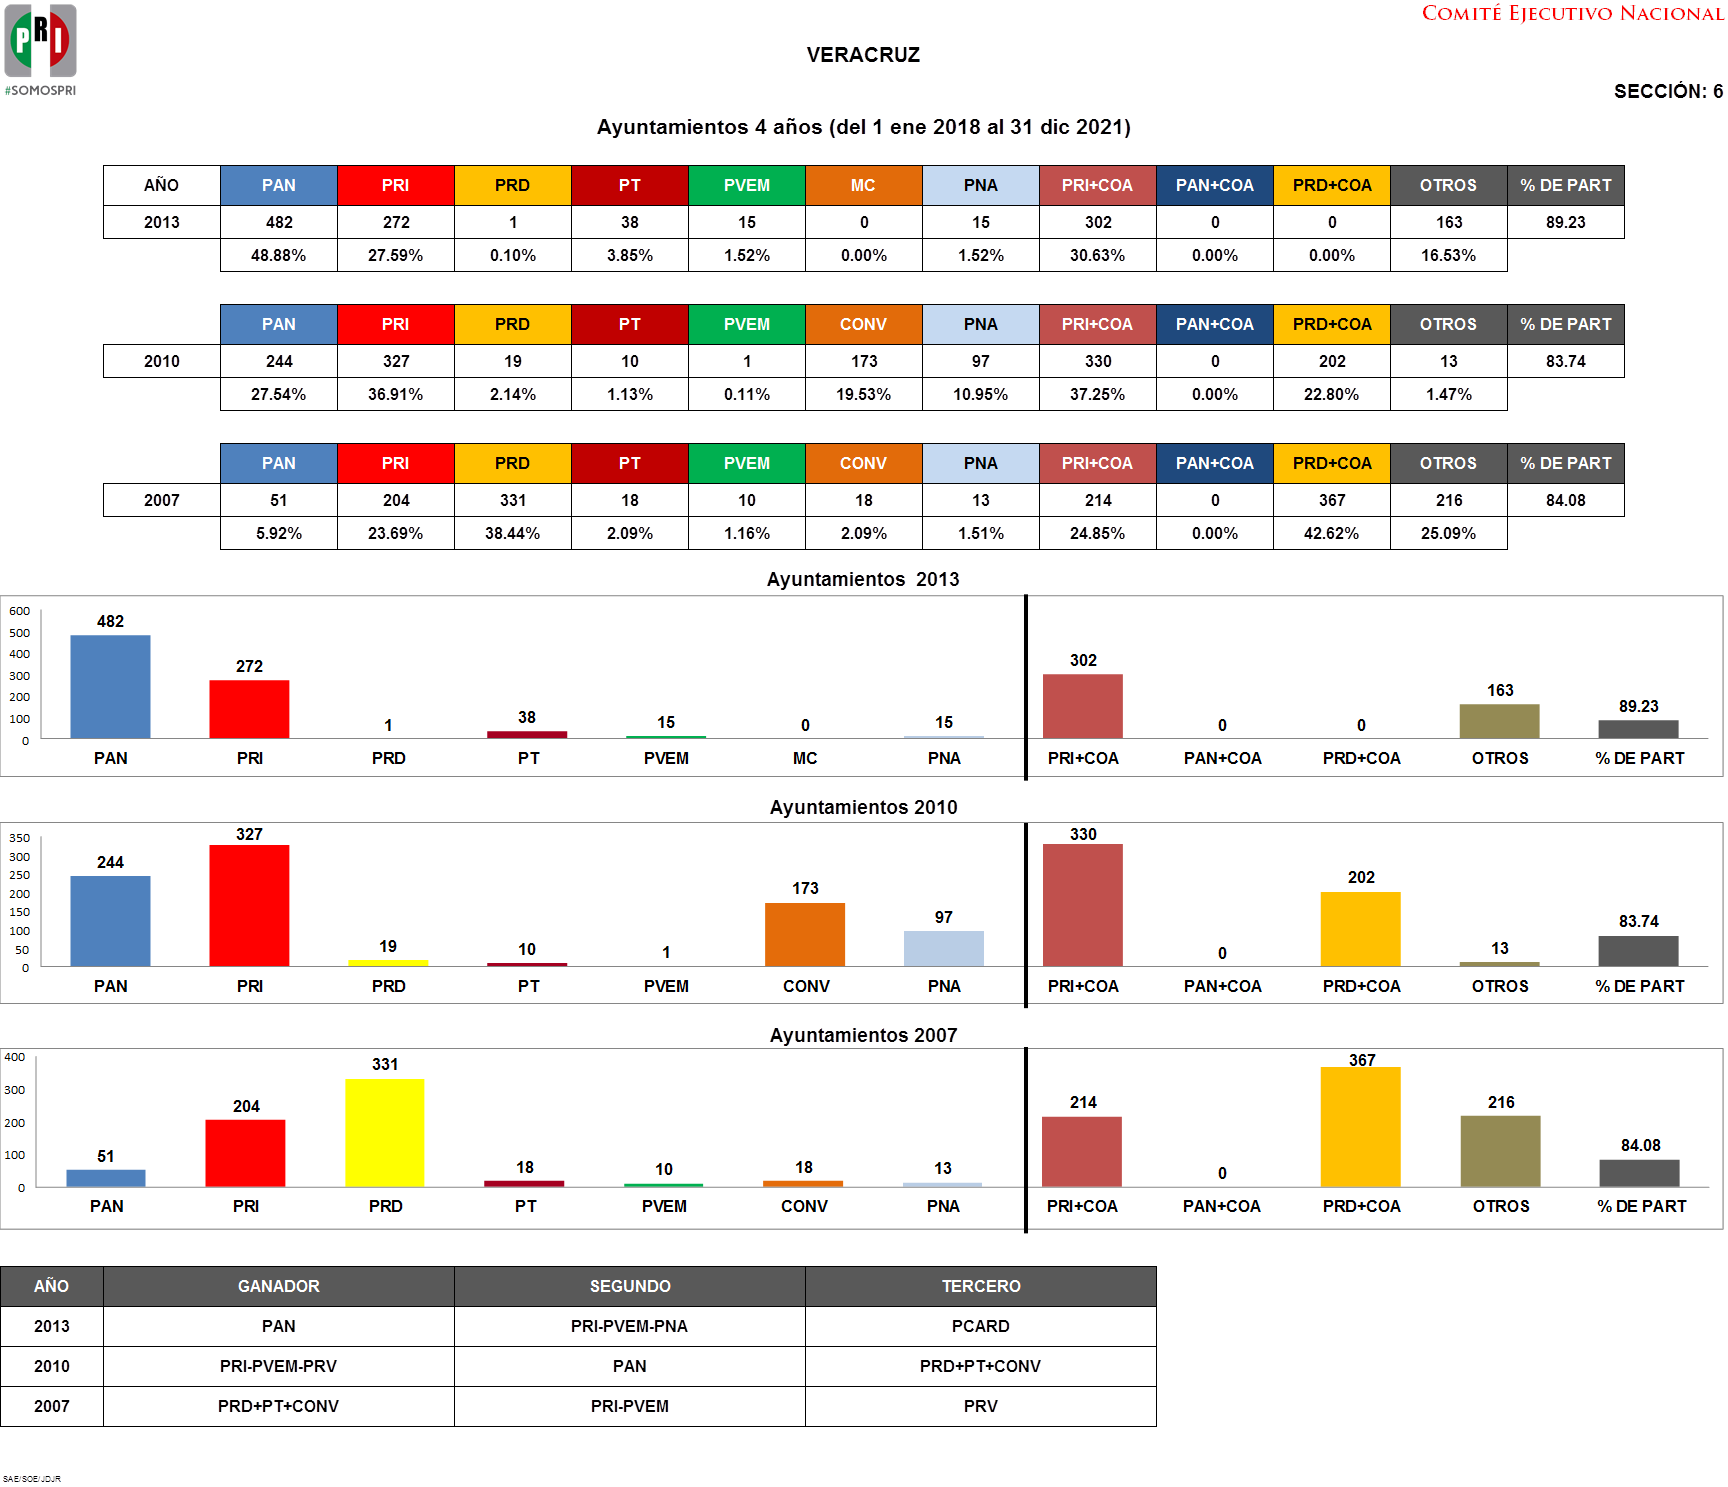 COMITÉ EJECUTIVO NACIONAL
PRI
#SOMOSPRI
VERACRUZ
SECCIÓN: 6
Ayuntamientos 4 años (del 1 ene 2018 al 31 dic 2021)
AÑO PAN PRI PRD PT PVEM MC PNA PRI+COA PAN+COA PRD+COA OTROS % DE PART
2013 482 272 1 38 15 0 15 302 0 0 163 89.23
48.88% 27.59% 0.10% 3.85% 1.52% 0.00% 1.52% 30.63% 0.00% 0.00% 16.53%
PAN PRI PRD PT PVEM CONV PNA PRI+COA PAN+COA PRD+COA OTROS % DE PART
2010 244 327 19 10 1 173 97 330 0 202 13 83.74
27.54% 36.91% 2.14% 1.13% 0.11% 19.53% 10.95% 37.25% 0.00% 22.80% 1.47%
PAN PRI PRD PT PVEM CONV PNA PRI+COA PAN+COA PRD+COA OTROS % DE PART
2007 51 204 331 18 10 18 13 214 0 367 216 84.08
5.92% 23.69% 38.44% 2.09% 1.16% 2.09% 1.51% 24.85% 0.00% 42.62% 25.09%
Ayuntamientos 2013
600
500
400
300
200
100
0
482 272 1 38 15 0 15 302 0 0 163 89.23
PAN PRI PRD PT PVEM MC PNA PRI+COA PAN+COA PRD+COA OTROS % DE PART
Ayuntamientos 2010
350
300
250
200
150
100
50
0
244 327 19 10 1 173 97 330 0 202 13 83.74
PAN PRI PRD PT PVEM CONV PNA PRI+COA PAN+COA PRD+COA OTROS % DE PART
Ayuntamientos 2007
400
300
200
100
0
51 204 331 18 10 18 13 214 0 367 216 84.08
PAN PRI PRD PT PVEM CONV PNA PRI+COA PAN+COA PRD+COA OTROS % DE PART
AÑO GANADOR SEGUNDO TERCERO
2013 PAN PRI-PVEM-PNA PCARD
2010 PRI-PVEM-PRV PAN PRD+PT+CONV
2007 PRD+PT+CONV PRI-PVEM PRV
SAE/SOE/JDJR